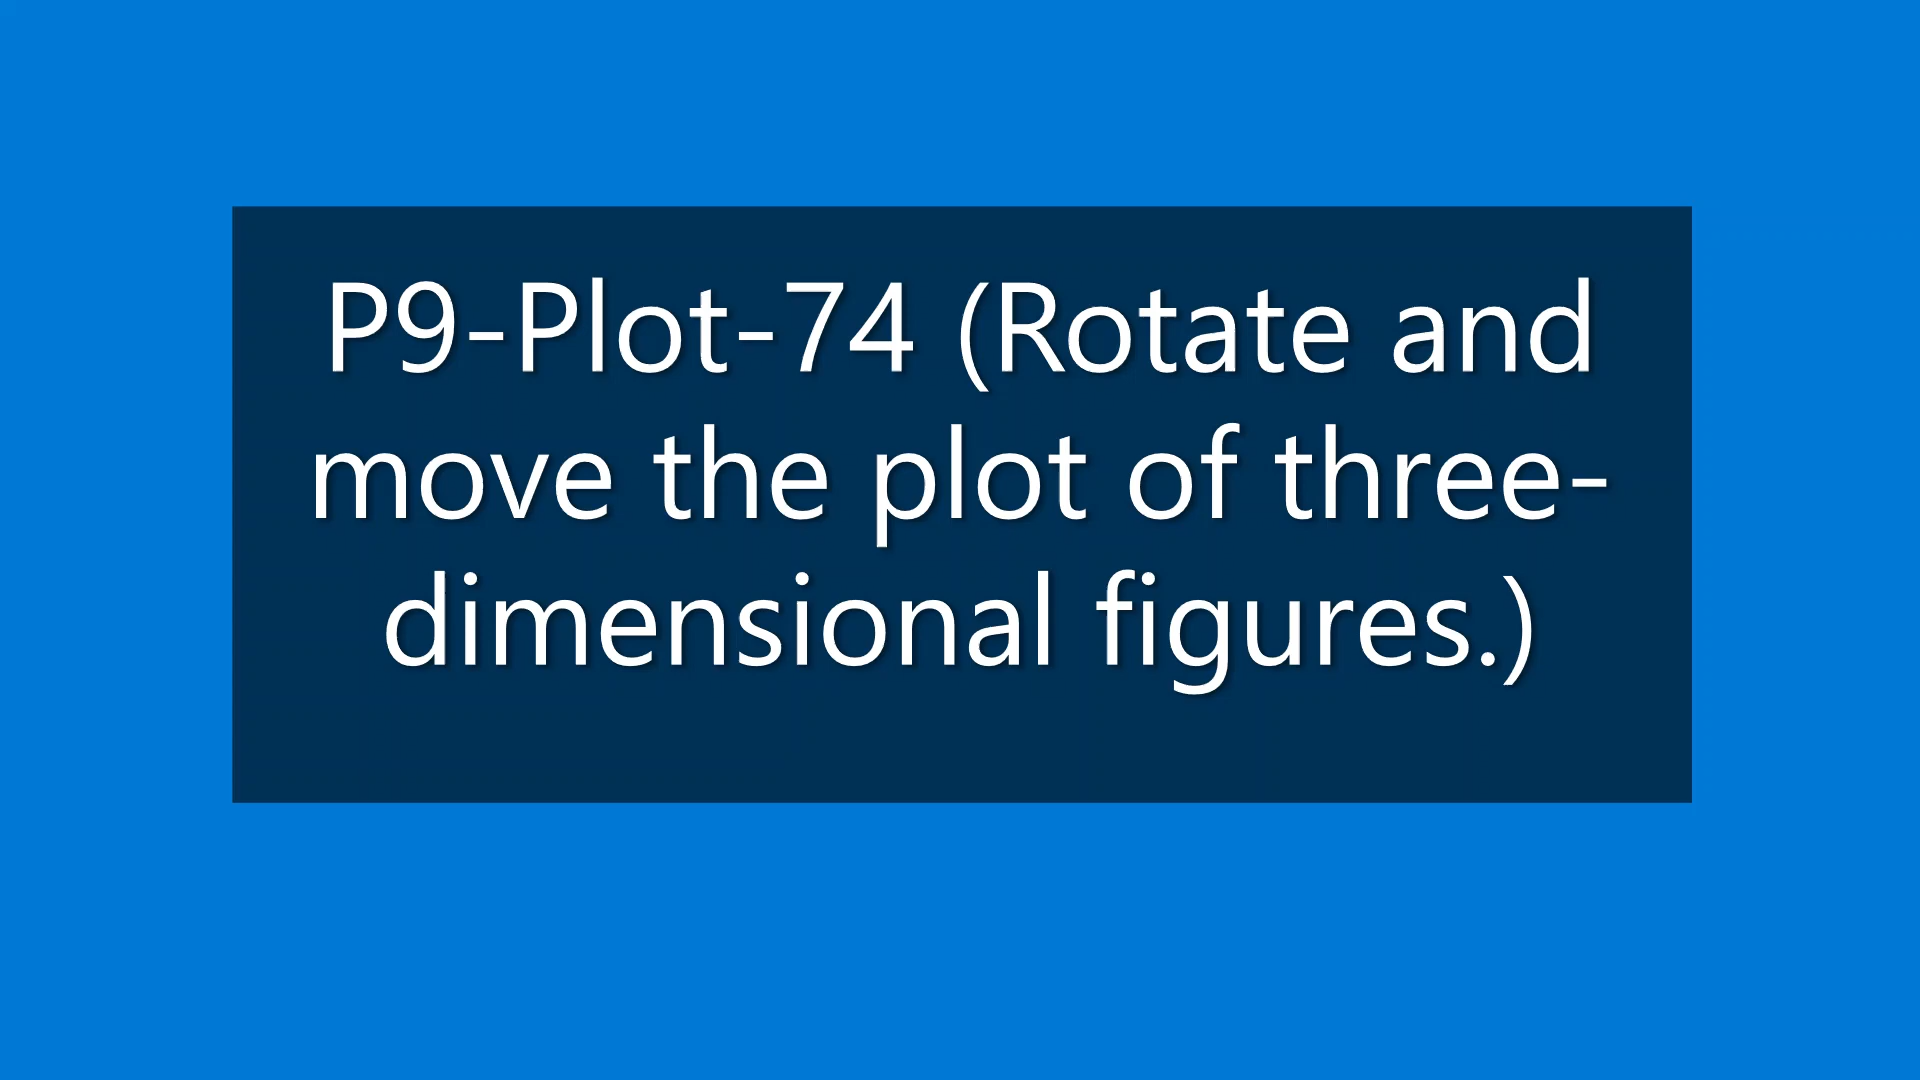 P9-Plot-74 (Rotate and
move the plot of three-
dimensional figures.)